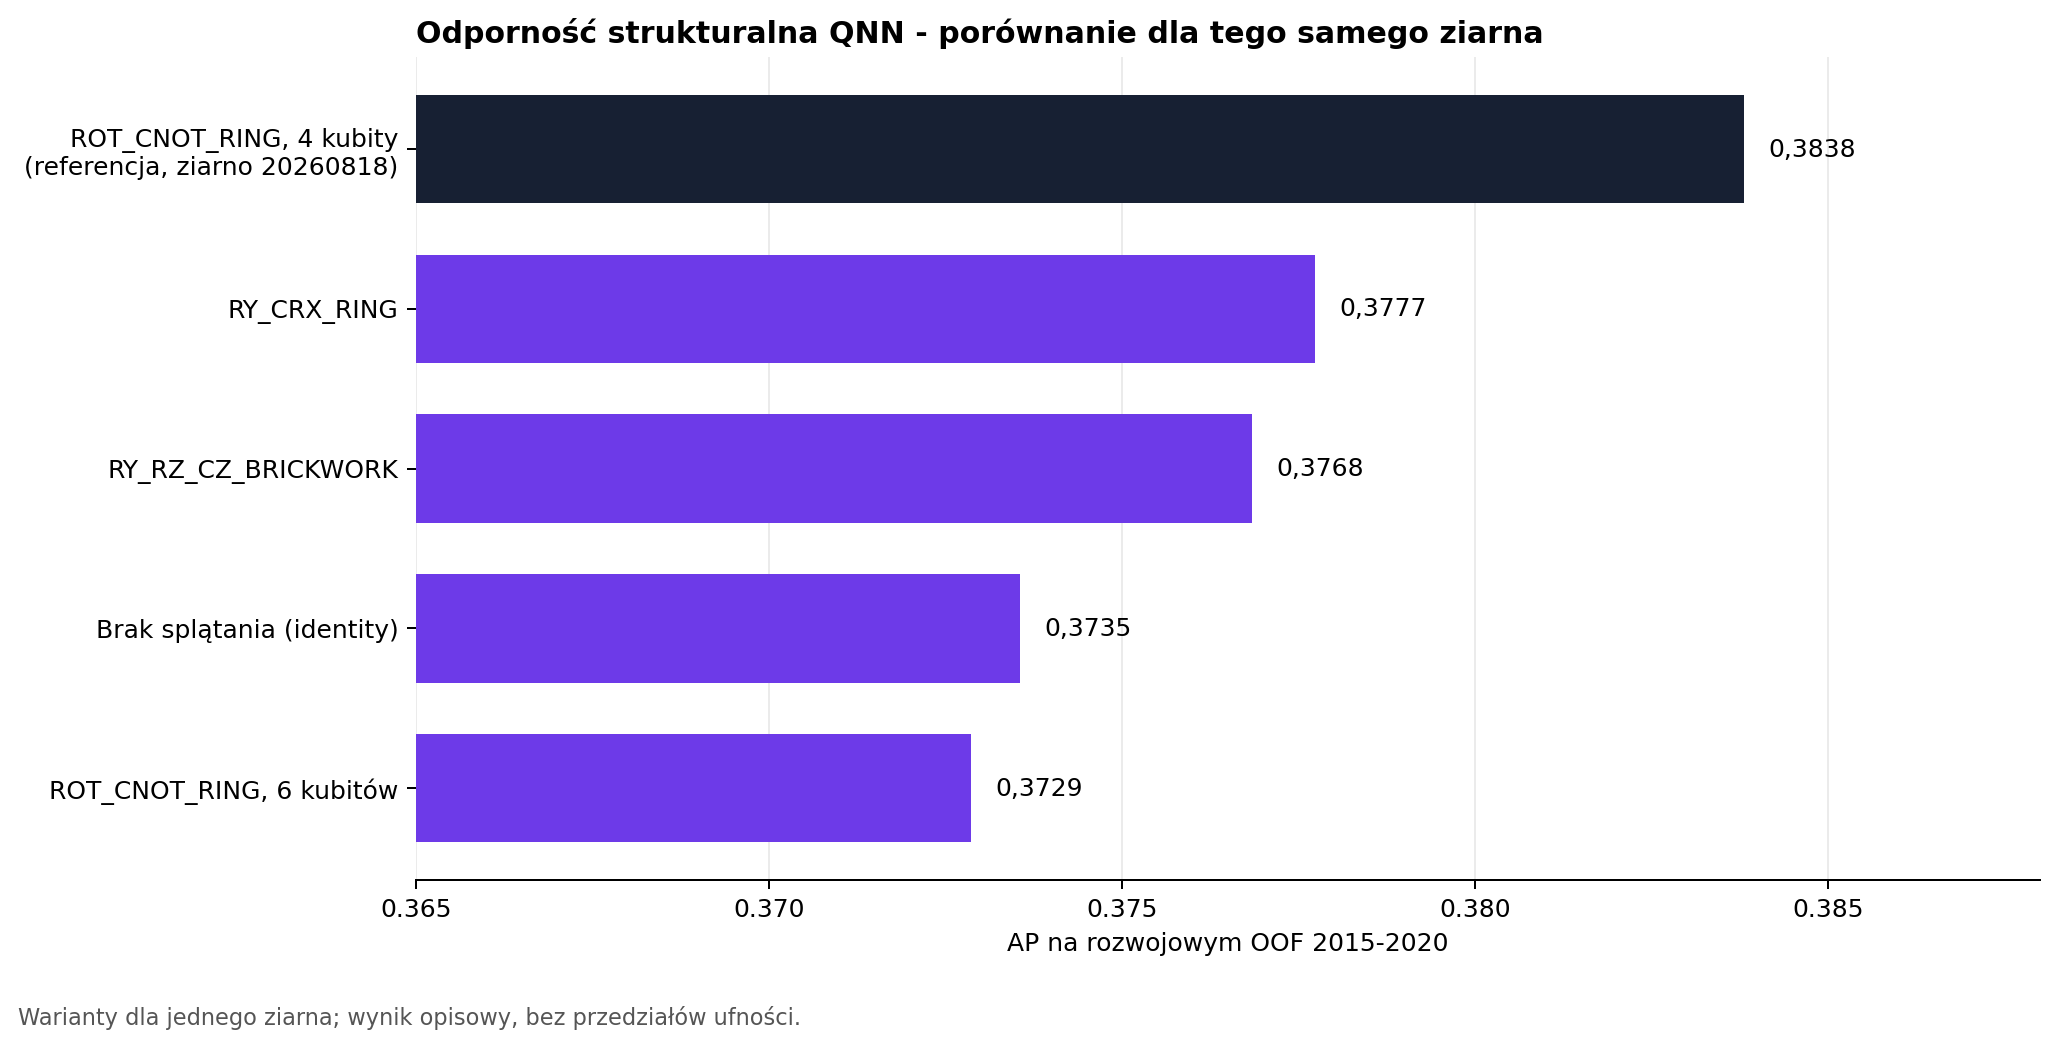 Odporność strukturalna QNN - porównanie dla tego samego ziarna
ROT_CNOT_RING, 4 kubity
(referencja, ziarno 20260818)
0,3838
RY_CRX_RING
0,3777
RY_RZ_CZ_BRICKWORK
0,3768
Brak splątania (identity)
0,3735
ROT_CNOT_RING, 6 kubitów
0,3729
0.365
0.370
0.375
0.380
0.385
AP na rozwojowym OOF 2015-2020
Warianty dla jednego ziarna; wynik opisowy, bez przedziałów ufności.